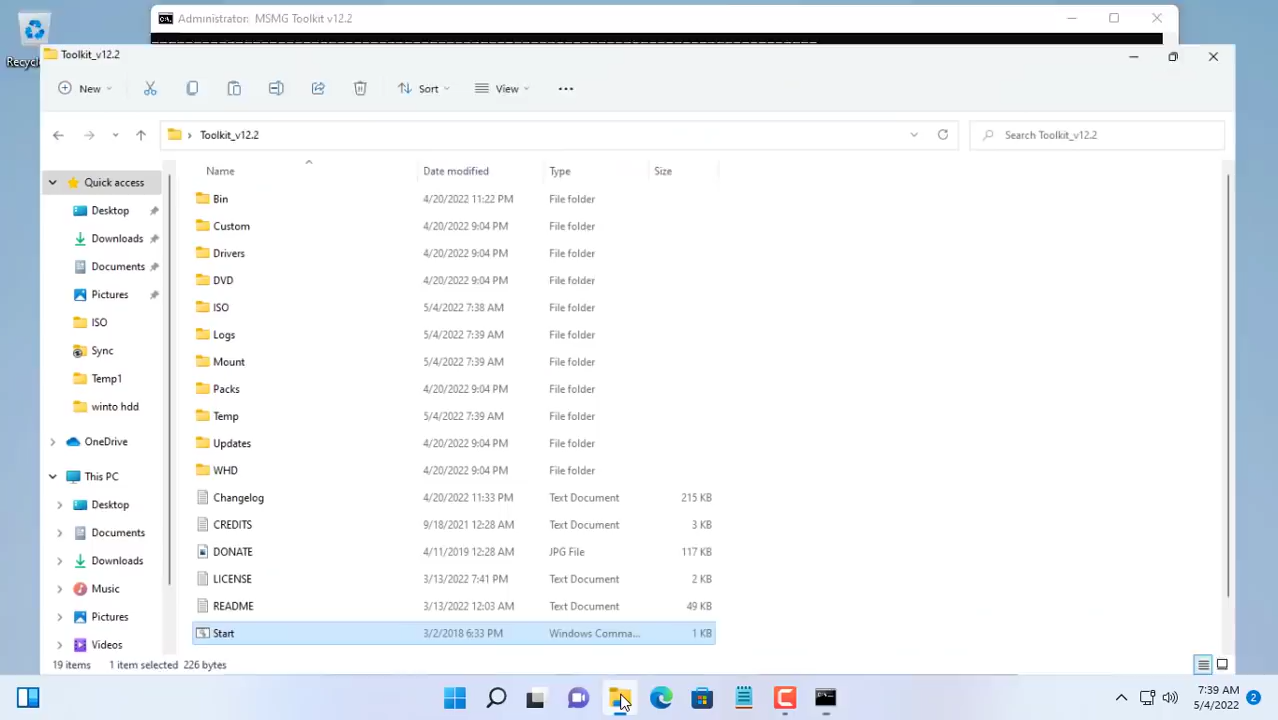 Administrator: MSMG Toolkit v12.2
Toolkit_v12.2
New
Sort
View
Toolkit_v12.2
Search Toolkit_v12.2
Name Date modified Type Size
Bin 4/20/2022 11:22 PM File folder
Custom 4/20/2022 9:04 PM File folder
Drivers 4/20/2022 9:04 PM File folder
DVD 4/20/2022 9:04 PM File folder
ISO 5/4/2022 7:38 AM File folder
Logs 5/4/2022 7:39 AM File folder
Mount 5/4/2022 7:39 AM File folder
Packs 4/20/2022 9:04 PM File folder
Temp 5/4/2022 7:39 AM File folder
Updates 4/20/2022 9:04 PM File folder
WHD 4/20/2022 9:04 PM File folder
Changelog 4/20/2022 11:33 PM Text Document 215 KB
CREDITS 9/18/2021 12:28 AM Text Document 3 KB
DONATE 4/11/2019 12:28 AM JPG File 117 KB
LICENSE 3/13/2022 7:41 PM Text Document 2 KB
README 3/13/2022 12:03 AM Text Document 49 KB
Start 3/2/2018 6:33 PM Windows Comma... 1 KB
Quick access
Desktop
Downloads
Documents
Pictures
ISO
Sync
Temp1
winto hdd
OneDrive
This PC
Desktop
Documents
Downloads
Music
Pictures
Videos
19 items 1 item selected 226 bytes
7:39 AM
5/4/2022
2